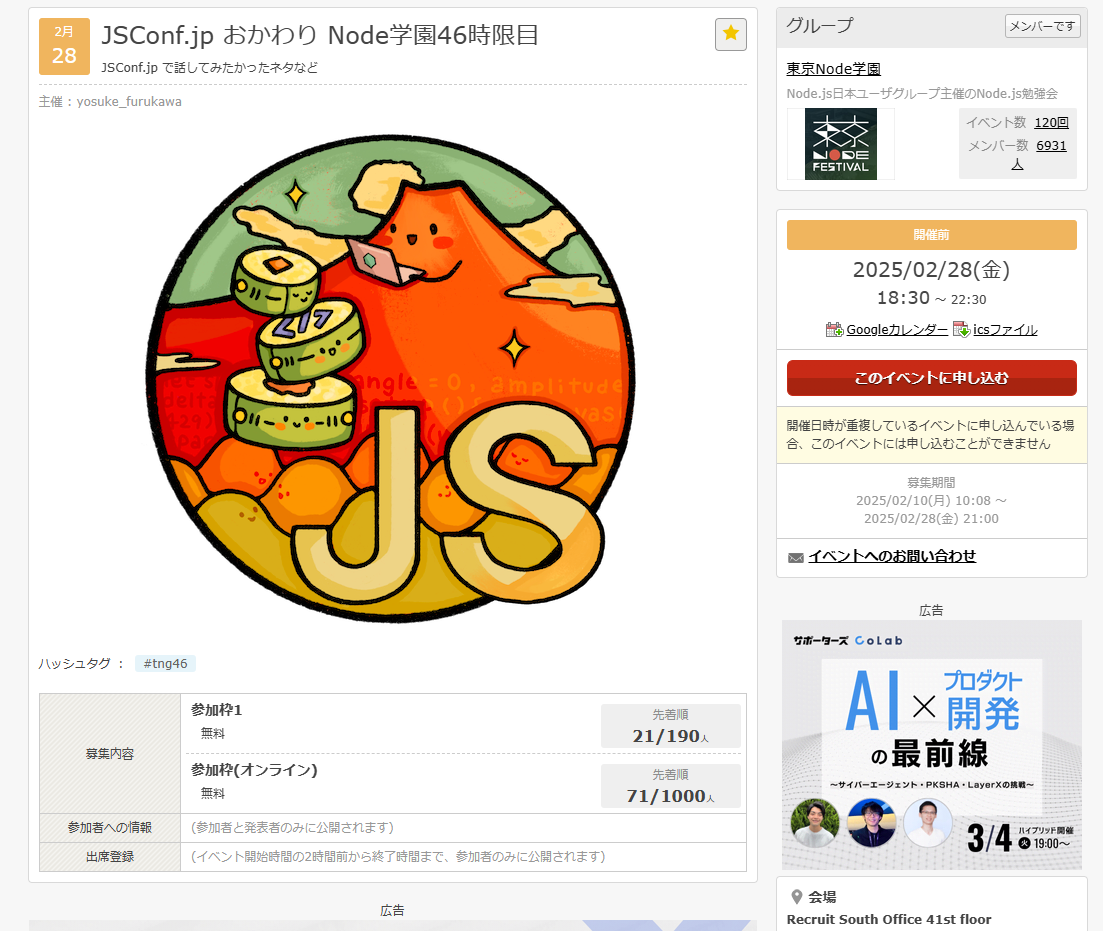 2月
28
JSConf.jp おかわり Node学園46時限目
JSConf.jp で話してみたかったネタなど
主催 : yosuke_furukawa
angle = 0, amplitude
JS
ハッシュタグ ： #tng46
募集内容
参加枠1
無料
先着順
21/190人
参加枠(オンライン)
無料
先着順
71/1000人
参加者への情報
(参加者と発表者のみに公開されます)
出席登録
(イベント開始時間の2時間前から終了時間まで、参加者のみに公開されます)
広告
グループ
メンバーです
東京Node学園
Node.js日本ユーザグループ主催のNode.js勉強会
東京
NODE
FESTIVAL
イベント数 120回
メンバー数 6931
人
開催前
2025/02/28(金)
18:30 ～ 22:30
Googleカレンダー icsファイル
このイベントに申し込む
開催日時が重複しているイベントに申し込んでいる場
合、このイベントには申し込むことができません
募集期間
2025/02/10(月) 10:08 ～
2025/02/28(金) 21:00
イベントへのお問い合わせ
広告
サポーターズ CoLab
AI×プロダクト
開発
の最前線
～サイバーエージェント・PKSHA・LayerXの挑戦～
3/4 ハイブリッド開催
火 19:00～
会場
Recruit South Office 41st floor